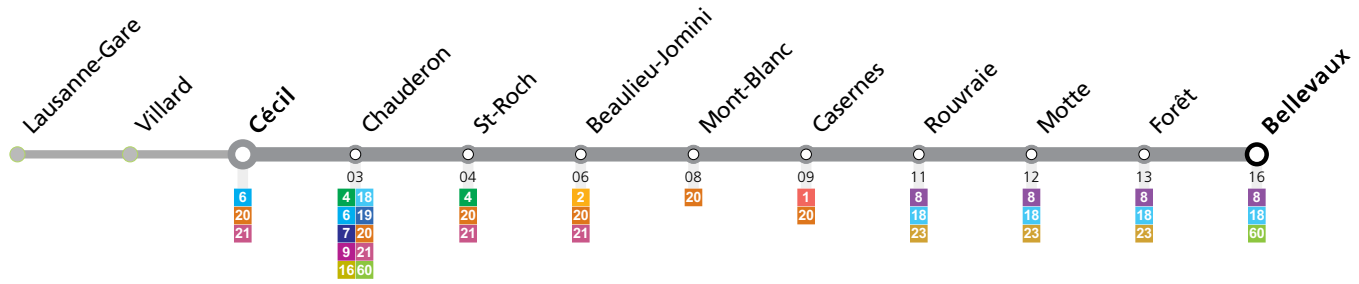 Lausanne-Gare
Villard
Cécil
Chauderon
St-Roch
Beaulieu-Jomini
Mont-Blanc
Casernes
Rouvraie
Motte
Forêt
Bellevaux
03 04 06 08 09 11 12 13 16
6 4 18 4 2 20 1 8 8 8 8
20 6 19 20 20 20 18 18 18 18
21 7 20 21 21 23 23 23 60
9 21
16 60